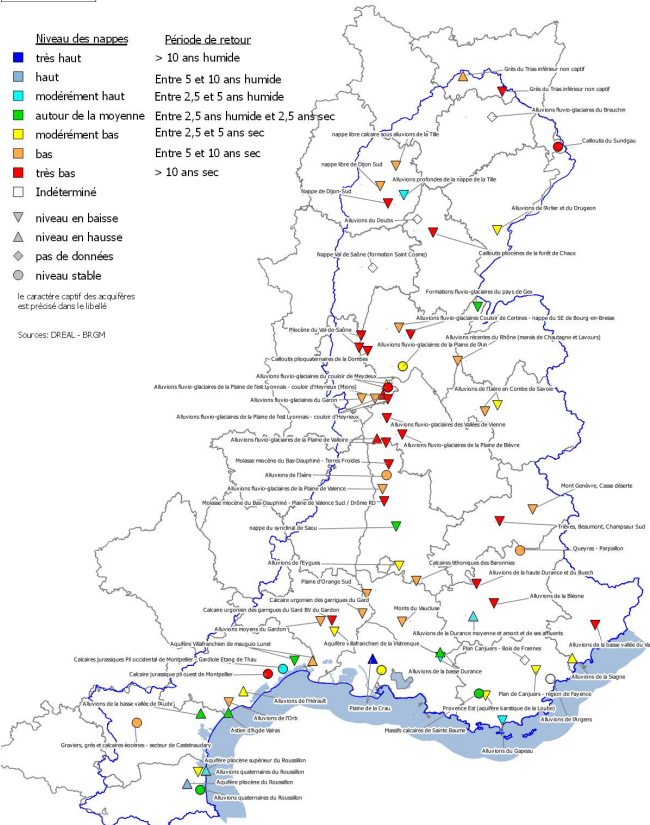 Niveau des nappes
Période de retour
très haut
> 10 ans humide
haut
Entre 5 et 10 ans humide
modérément haut
Entre 2,5 et 5 ans humide
autour de la moyenne
Entre 2,5 ans humide et 2,5 ans sec
modérément bas
Entre 2,5 et 5 ans sec
bas
Entre 5 et 10 ans sec
très bas
> 10 ans sec
Indéterminé
niveau en baisse
niveau en hausse
pas de données
niveau stable
le caractère captif des acquifères
est précisé dans le libellé
Sources: DREAL - BRGM
Grès du Trias inférieur non captif
Grès du Trias inférieur non captif
Alluvions fluvio-glaciaires du Breuchin
nappe libre calcaire sous alluvions de la Tille
Cailloutis du Sundgau
nappe libre de Dijon Sud
Alluvions profondes de la nappe de la Tille
Nappe de Dijon-Sud
Alluvions de l'Arlier et du Drugeon
Alluvions du Doubs
Cailloutis pliocènes de la forêt de Chaux
Nappe Val de Saône (formation Saint Cosme)
Formations fluvio-glaciaires du pays de Gex
Alluvions fluvio-glaciaires Couloir de Certines - nappe du SE de Bourg-en-Bresse
Pliocène du Val de Saône
Alluvions récentes du Rhône (marais de Chautagne et Lavours)
Alluvions fluvio-glaciaires de la Plaine de l'Ain
Cailloutis plioquaternaires de la Dombes
Alluvions fluvio-glaciaires du couloir de Meyzieux
Alluvions fluvio-glaciaires de la Plaine de l'est Lyonnais - couloir d'Heyrieux (Mions)
Alluvions de l'Isère en Combe de Savoie
Alluvions fluvio-glaciaires du Garon
Alluvions fluvio-glaciaires de la Plaine de l'est Lyonnais - couloir d'Heyrieux
Alluvions fluvio-glaciaires des Vallées de Vienne
Alluvions fluvio-glaciaires de la Plaine de Valloire
Alluvions fluvio-glaciaires de la Plaine de Bièvre
Molasse miocène du Bas-Dauphiné - Terres Froides
Alluvions de l'Isère
Mont Genèvre, Casse déserte
Alluvions fluvio-glaciaires de la Plaine de Valence
Molasse miocène du Bas-Dauphiné - Plaine de Valence Sud / Drôme RD
nappe du synclinal de Saou
Trièves, Beaumont, Champsaur Sud
Queyras - Parpaillon
Alluvions de l'Eygues
Calcaires tithoniques des Baronnies
Alluvions de la haute Durance et du Buech
Plaine d'Orange Sud
Alluvions de la Bléone
Calcaire urgonien des garrigues du Gard
Calcaire urgonien des garrigues du Gard BV du Gardon
Monts du Vaucluse
Alluvions moyens du Gardon
Alluvions de la Durance moyenne et amont et de ses affluents
Aquifère Villafranchien de mauguio Lunel
Aquifère villafranchien de la Vistrenque
Alluvions de la basse vallée du Va
Plan Canjuers - Bois de Frannes
Calcaires jurassiques Pli occidental de Montpellier - Gardiole Etang de Thau
Alluvions de la basse Durance
Calcaire jurassiques pli ouest de Montpellier
Alluvions de la Siagne
Plan de Canjuers - région de Fayence
Alluvions de la basse vallée de l'Aude
Alluvions de l'Hérault
Plaine de la Crau
Provence Est (aquifère karstique de la Loube)
Alluvions de l'Orb
Alluvions de l'Argens
Astien d'Agde Valras
Massifs calcaires de Sainte Baume
Graviers, grés et calcaires éocènes - secteur de Castelnaudary
Alluvions du Gapeau
Aquifère pliocène supérieur du Roussillon
Alluvions quaternaires du Roussillon
Aquifère pliocène du Roussillon
Alluvions quaternaires du Roussillon